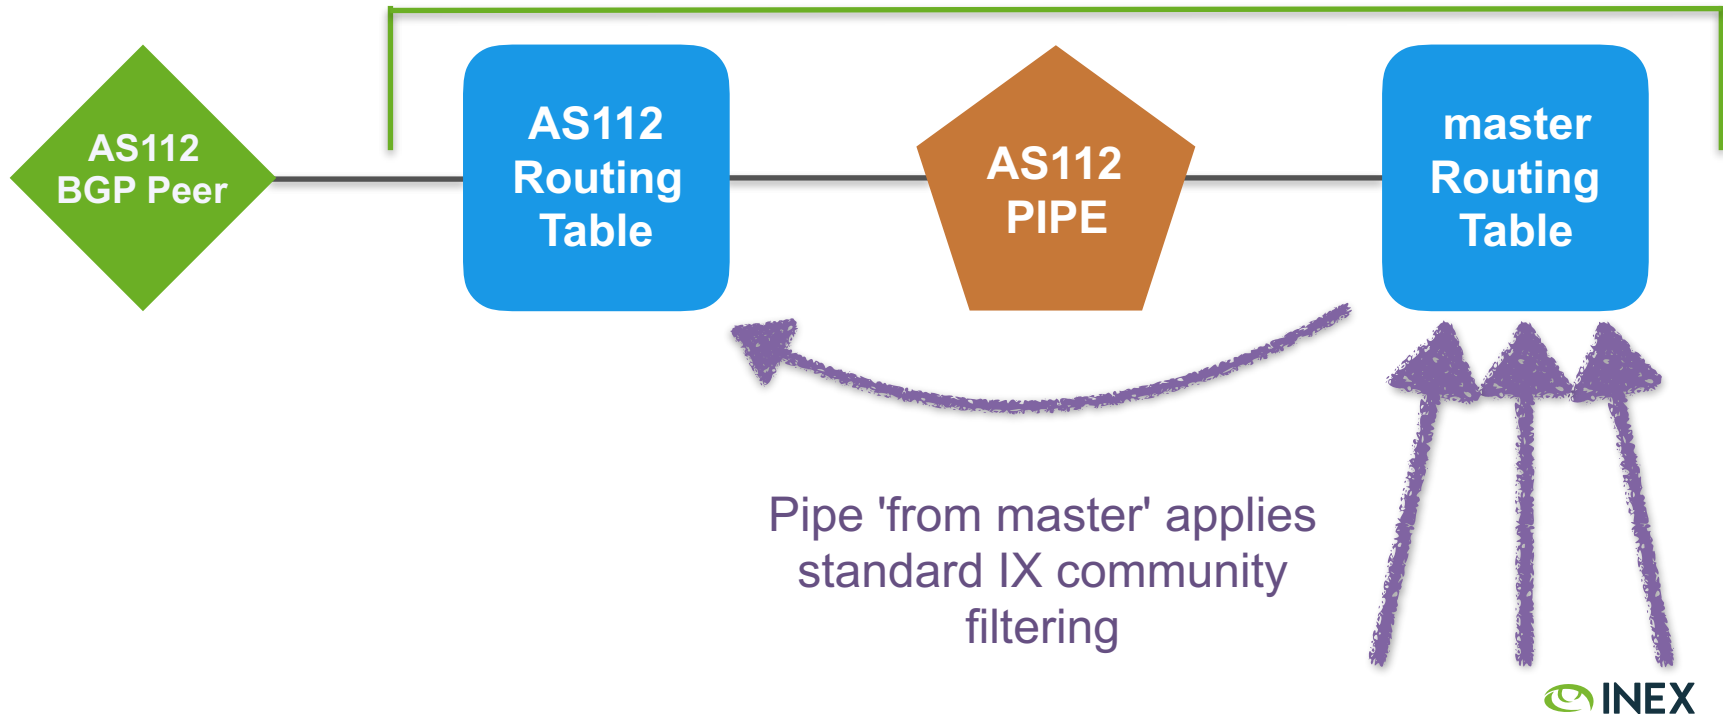 AS112
BGP Peer
AS112
Routing
Table
AS112
PIPE
master
Routing
Table
Pipe 'from master' applies
standard IX community
filtering
INEX